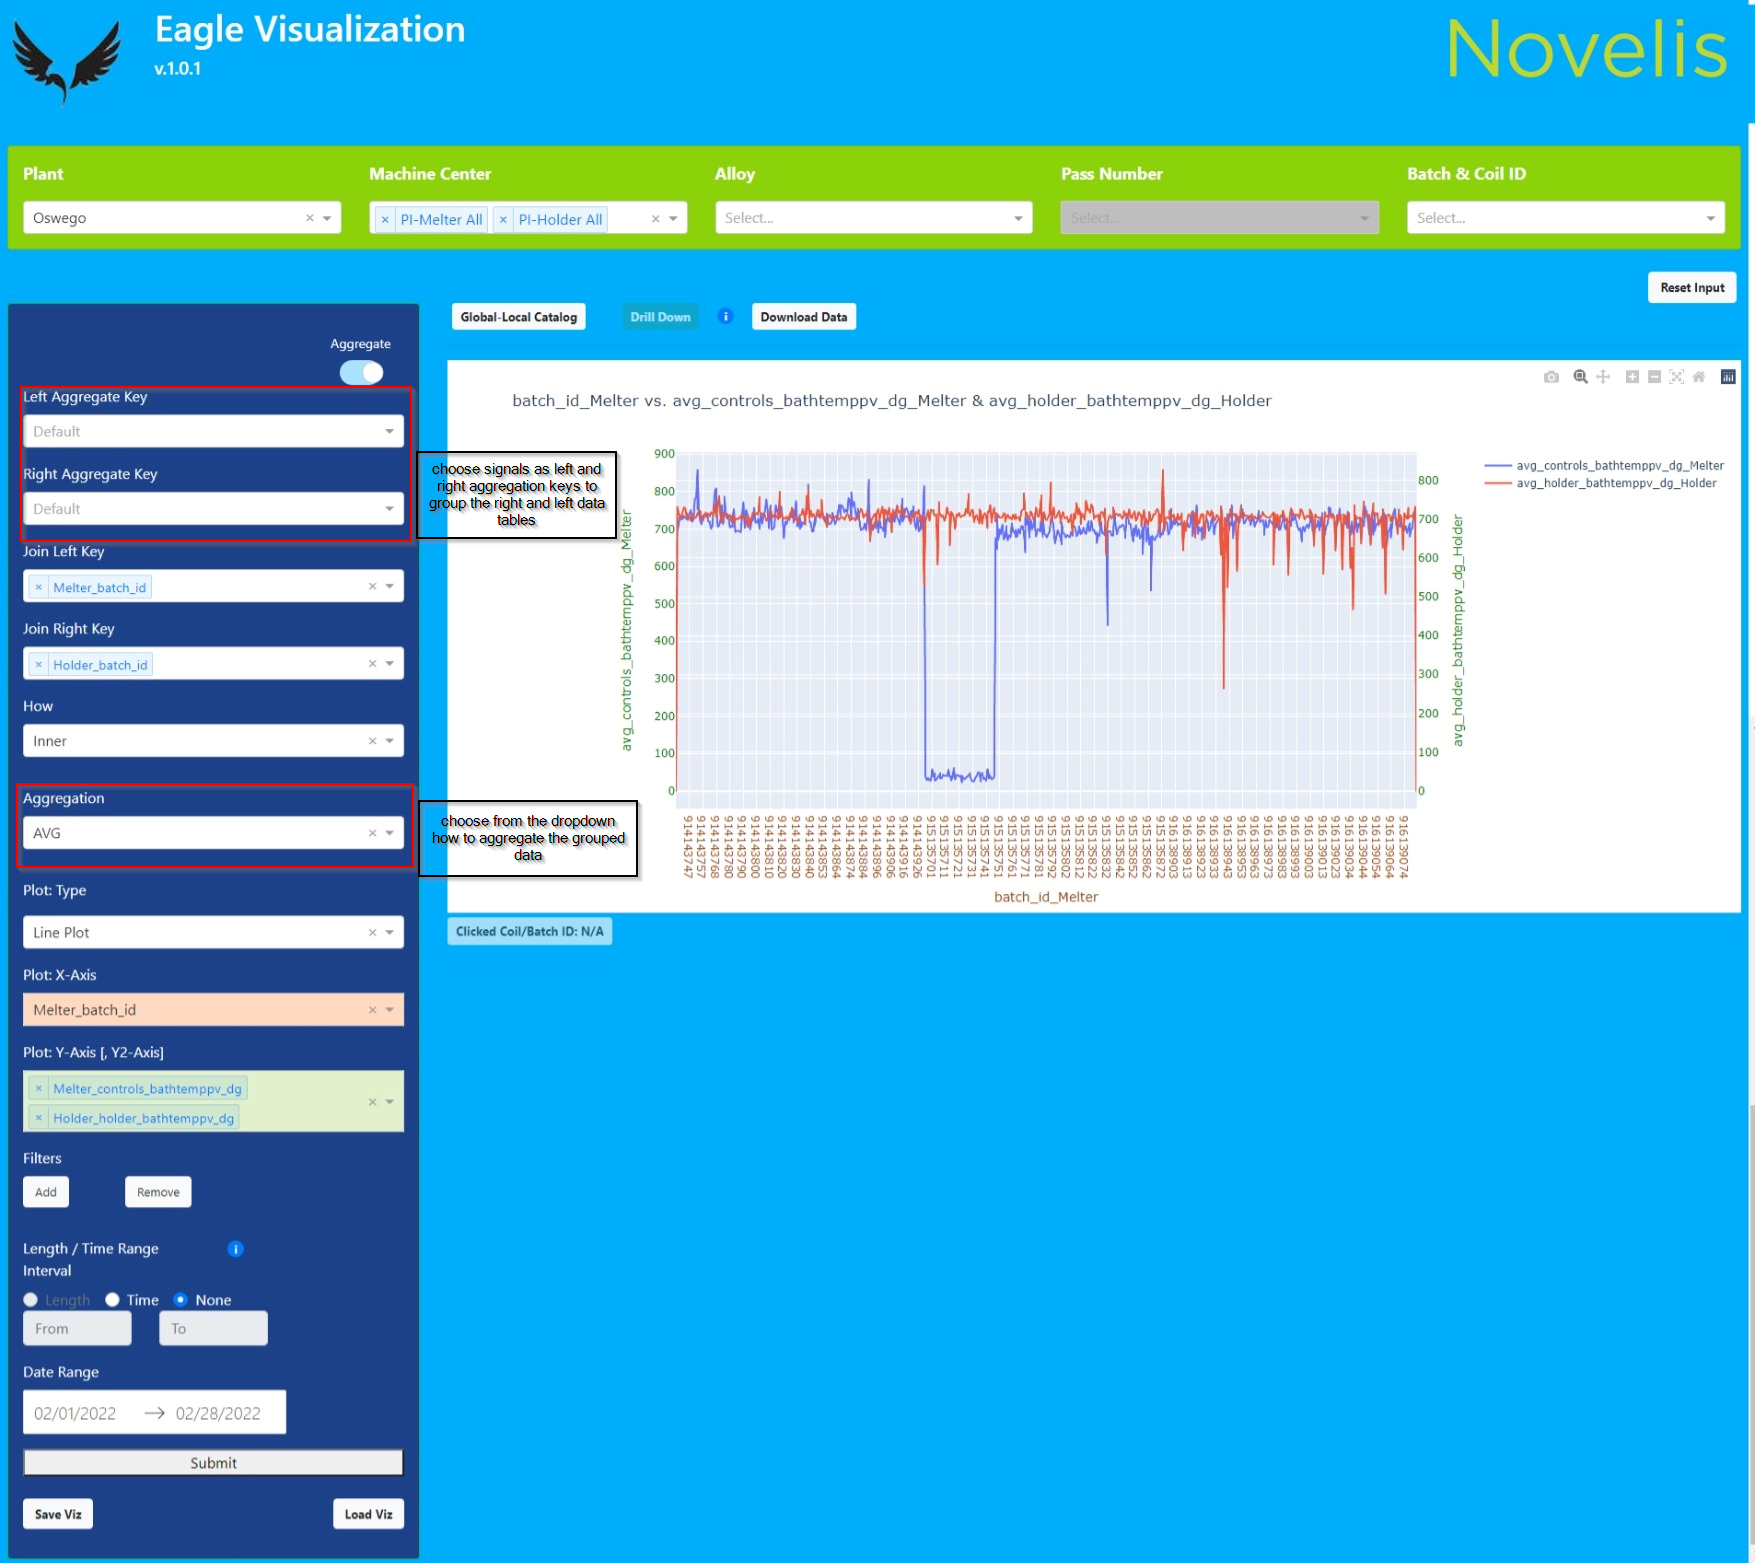 Eagle Visualization
v.1.0.1
Novelis
Plant
Machine Center
Alloy
Pass Number
Batch & Coil ID
Oswego
× PI-Melter All × PI-Holder All
Select...
Select...
Select...
Reset Input
Global-Local Catalog
Drill Down
Download Data
Aggregate
Left Aggregate Key
Default
Right Aggregate Key
Default
choose signals as left and
right aggregation keys to
group the right and left data
tables
Join Left Key
× Melter_batch_id
Join Right Key
× Holder_batch_id
How
Inner
Aggregation
AVG
choose from the dropdown
how to aggregate the grouped
data
Plot: Type
Line Plot
Plot: X-Axis
Melter_batch_id
Plot: Y-Axis [, Y2-Axis]
× Melter_controls_bathtemppv_dg
× Holder_holder_bathtemppv_dg
Filters
Add
Remove
Length / Time Range
Interval
Length
Time
None
From
To
Date Range
02/01/2022 → 02/28/2022
Submit
Save Viz
Load Viz
batch_id_Melter vs. avg_controls_bathtemppv_dg_Melter & avg_holder_bathtemppv_dg_Holder
avg_controls_bathtemppv_dg_Melter
avg_holder_bathtemppv_dg_Holder
avg_controls_bathtemppv_dg_Melter
900
800
700
600
500
400
300
200
100
0
800
700
600
500
400
300
200
100
0
avg_holder_bathtemppv_dg_Holder
914143747
914143757
914143768
914143780
914143790
914143800
914143810
914143820
914143830
914143840
914143853
914143864
914143874
914143884
914143896
914143906
914143916
914143926
915135701
915135711
915135721
915135731
915135741
915135751
915135761
915135771
915135781
915135792
915135802
915135812
915135822
915135832
915135842
915135852
915135862
915135872
916138903
916138913
916138923
916138933
916138943
916138953
916138963
916138973
916138983
916138993
916139003
916139013
916139023
916139034
916139044
916139054
916139064
916139074
batch_id_Melter
Clicked Coil/Batch ID: N/A